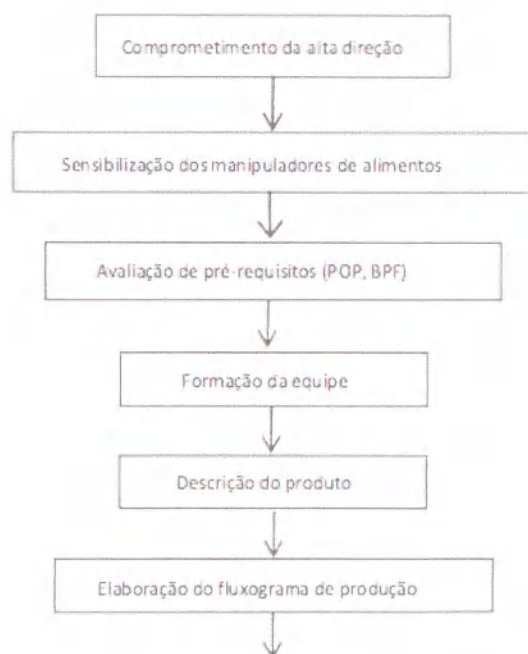 Comprometimento da alta direção
Sensibilização dos manipuladores de alimentos
Avaliação de pré-requisitos (POP, BPF)
Formação da equipe
Descrição do produto
Elaboração do fluxograma de produção